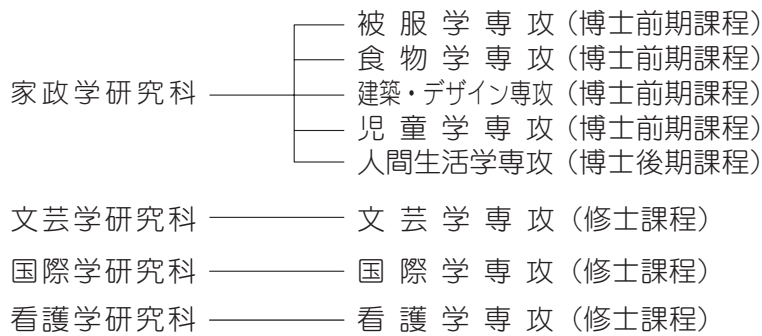 被服学専攻（博士前期課程）
食物学専攻（博士前期課程）
家政学研究科 建築・デザイン専攻（博士前期課程）
児童学専攻（博士前期課程）
人間生活学専攻（博士後期課程）
文芸学研究科 文芸学専攻（修士課程）
国際学研究科 国際学専攻（修士課程）
看護学研究科 看護学専攻（修士課程）